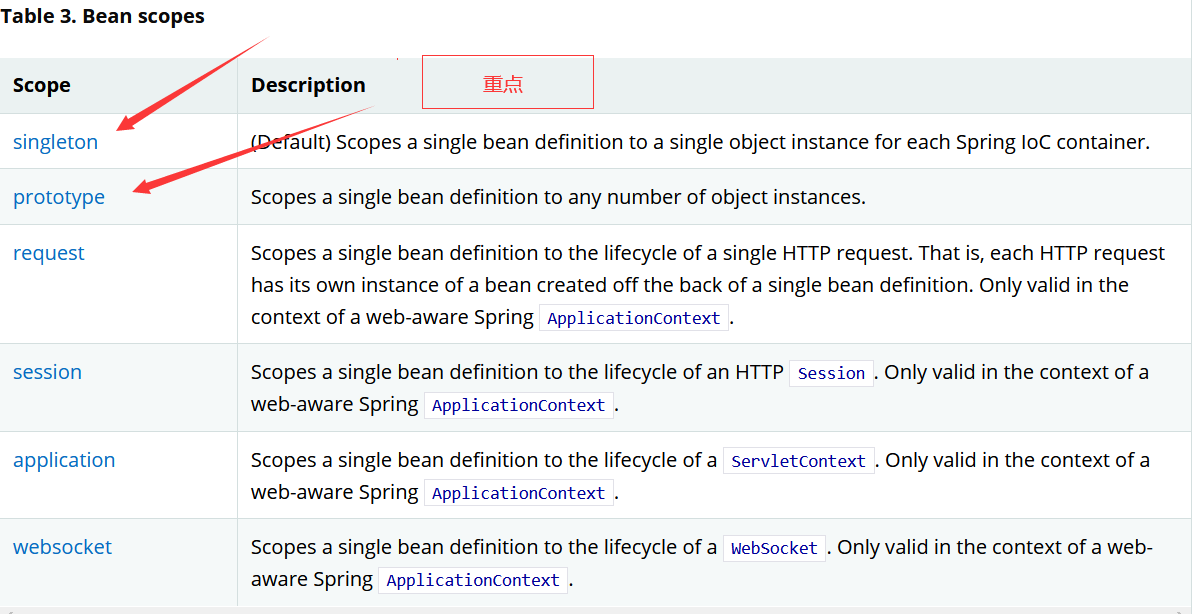 Table 3. Bean scopes
Scope Description 重点
singleton (Default) Scopes a single bean definition to a single object instance for each Spring IoC container.
prototype Scopes a single bean definition to any number of object instances.
request Scopes a single bean definition to the lifecycle of a single HTTP request. That is, each HTTP request
has its own instance of a bean created off the back of a single bean definition. Only valid in the
context of a web-aware Spring ApplicationContext.
session Scopes a single bean definition to the lifecycle of an HTTP Session. Only valid in the context of a
web-aware Spring ApplicationContext.
application Scopes a single bean definition to the lifecycle of a ServletContext. Only valid in the context of a
web-aware Spring ApplicationContext.
websocket Scopes a single bean definition to the lifecycle of a WebSocket. Only valid in the context of a web-
aware Spring ApplicationContext.